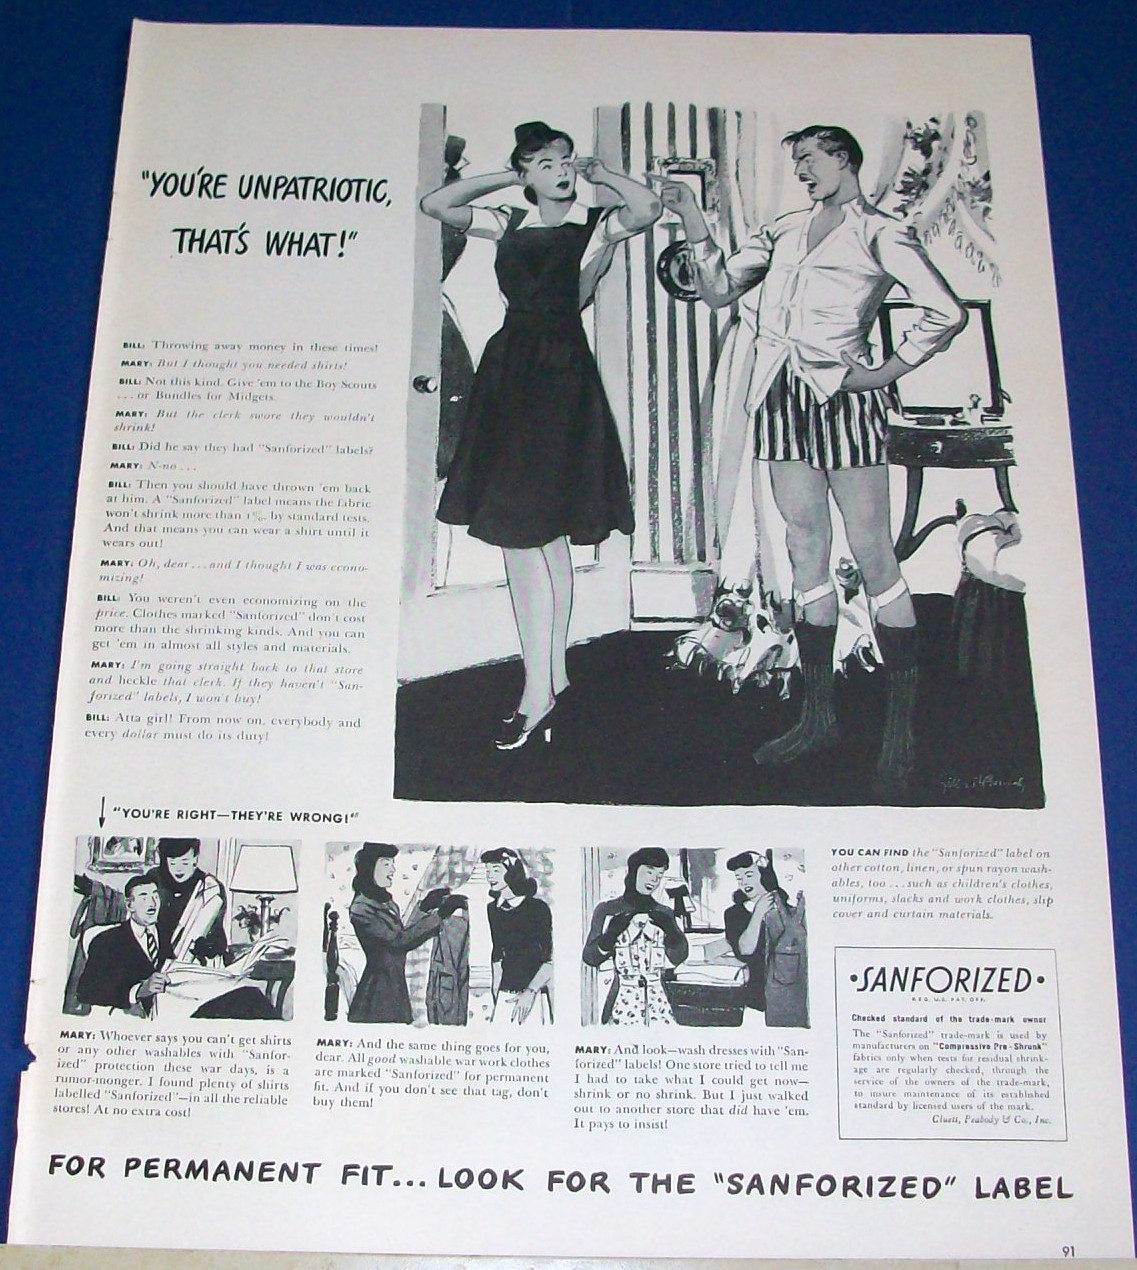 "YOU'RE UNPATRIOTIC,
THAT'S WHAT!"
BILL: Throwing away money in these times!
MARY: But I thought you needed shirts!
BILL: Not this kind. Give 'em to the Boy Scouts
...or Bundles for Midgets.
MARY: But the clerk swore they wouldn't
shrink!
BILL: Did he say they had "Sanforized" labels?
MARY: N-no...
BILL: Then you should have thrown 'em back
at him. A "Sanforized" label means the fabric
won't shrink more than 1% by standard tests.
And that means you can wear a shirt until it
wears out!
MARY: Oh, dear...and I thought I was econo-
mizing!
BILL: You weren't even economizing on the
price. Clothes marked "Sanforized" don't cost
more than the shrinking kinds. And you can
get 'em in almost all styles and materials.
MARY: I'm going straight back to that store
and heckle that clerk. If they haven't "San-
forized" labels, I won't buy!
BILL: Atta girl! From now on, everybody and
every dollar must do its duty!
"YOU'RE RIGHT—THEY'RE WRONG!"
MARY: Whoever says you can't get shirts
or any other washables with "Sanfor-
ized" protection these war days, is a
rumor-monger. I found plenty of shirts
labelled "Sanforized"—in all the reliable
stores! At no extra cost!
MARY: And the same thing goes for you,
dear. All good washable war work clothes
are marked "Sanforized" for permanent
fit. And if you don't see that tag, don't
buy them!
MARY: And look—wash dresses with "San-
forized" labels! One store tried to tell me
I had to take what I could get now—
shrink or no shrink. But I just walked
out to another store that did have 'em.
It pays to insist!
YOU CAN FIND the "Sanforized" label on
other cotton, linen, or spun rayon wash-
ables, too...such as children's clothes,
uniforms, slacks and work clothes, slip
cover and curtain materials.
•SANFORIZED•
REG. U.S. PAT. OFF.
Checked standard of the trade-mark owner
The "Sanforized" trade-mark is used by
manufacturers on "Compressive Pre-Shrunk"
fabrics only when tests for residual shrink-
age are regularly checked, through the
service of the owners of the trade-mark,
to insure maintenance of its established
standard by licensed users of the mark.
Cluett, Peabody & Co., Inc.
FOR PERMANENT FIT...LOOK FOR THE "SANFORIZED" LABEL
91